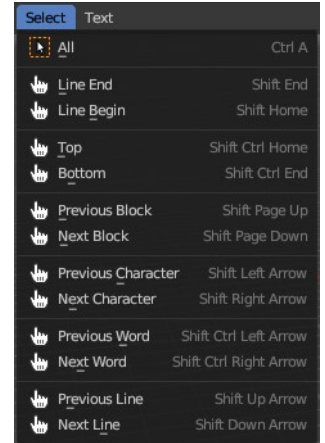 Select Text
All Ctrl A
Line End Shift End
Line Begin Shift Home
Top Shift Ctrl Home
Bottom Shift Ctrl End
Previous Block Shift Page Up
Next Block Shift Page Down
Previous Character Shift Left Arrow
Next Character Shift Right Arrow
Previous Word Shift Ctrl Left Arrow
Next Word Shift Ctrl Right Arrow
Previous Line Shift Up Arrow
Next Line Shift Down Arrow